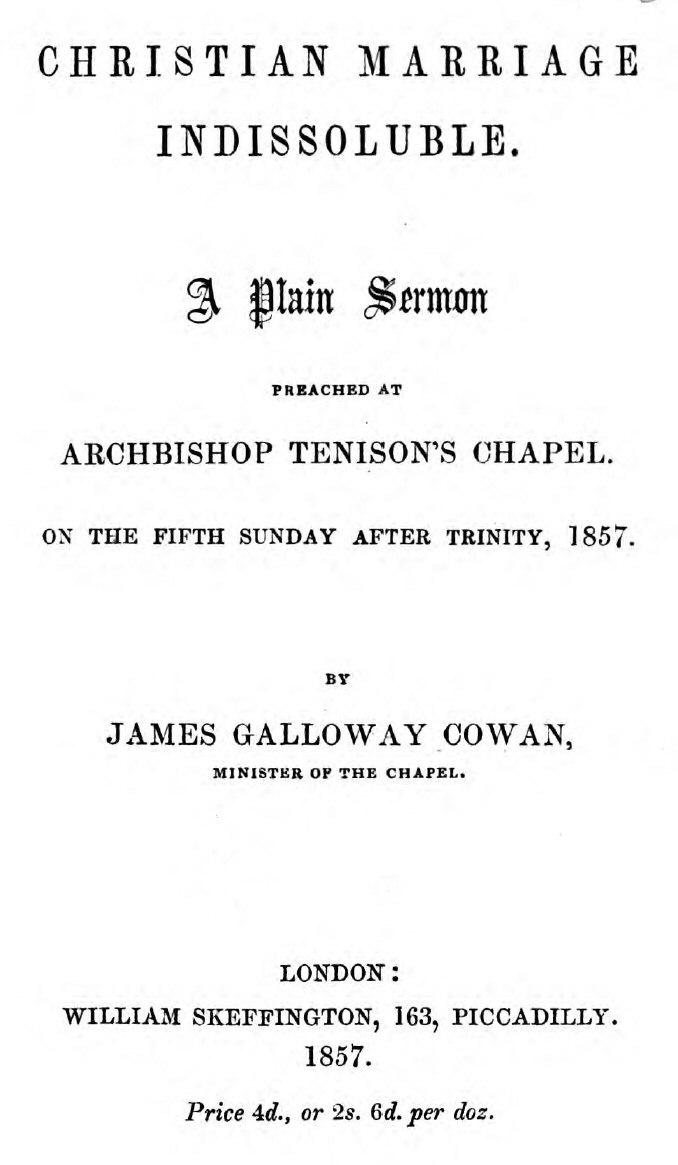 CHRISTIAN MARRIAGE
INDISSOLUBLE.
A Plain Sermon
PREACHED AT
ARCHBISHOP TENISON'S CHAPEL.
ON THE FIFTH SUNDAY AFTER TRINITY, 1857.
BY
JAMES GALLOWAY COWAN,
MINISTER OF THE CHAPEL.
LONDON:
WILLIAM SKEFFINGTON, 163, PICCADILLY.
1857.
Price 4d., or 2s. 6d. per doz.